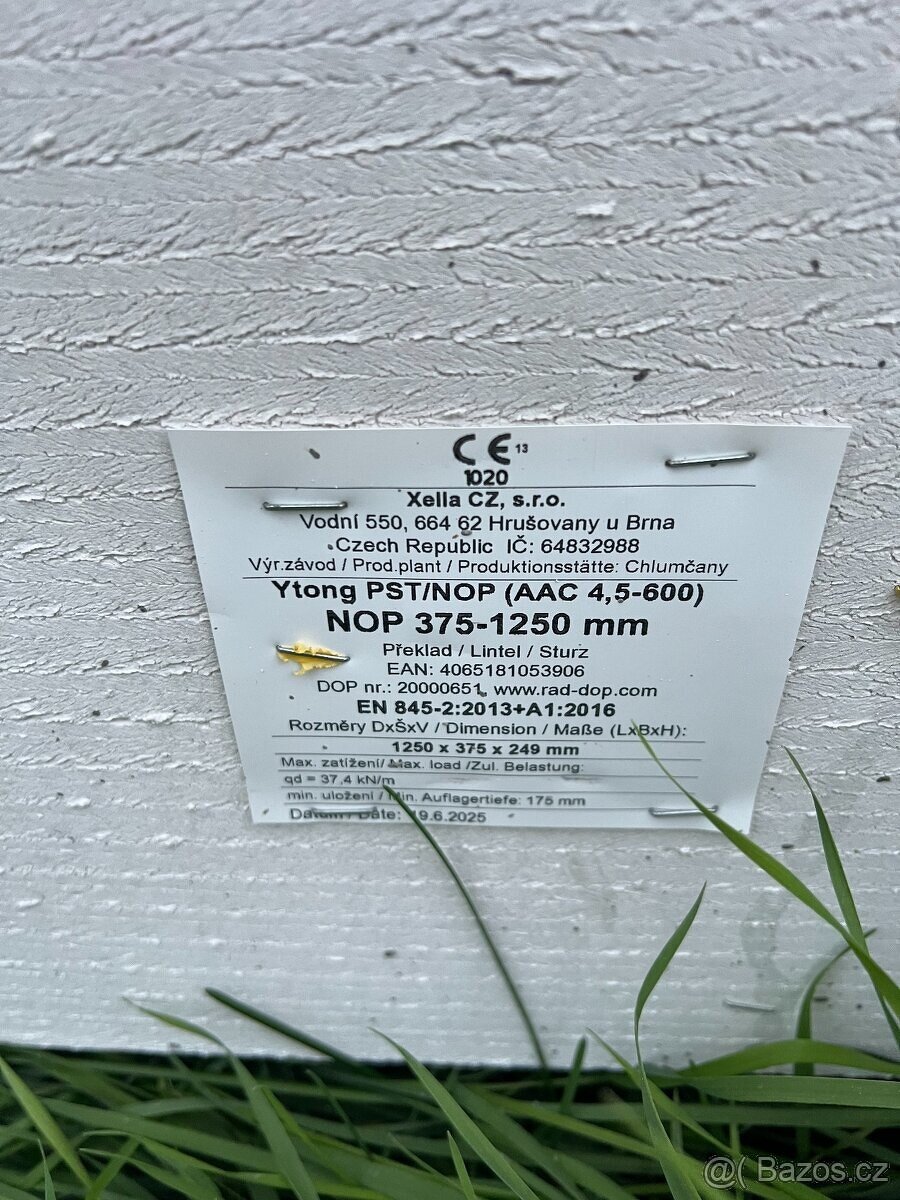 CE 13
1020
Xella CZ, s.r.o.
Vodní 550, 664 62 Hrušovany u Brna
Czech Republic IČ: 64832988
Výr.závod / Prod.plant / Produktionsstätte: Chlumčany
Ytong PST/NOP (AAC 4,5-600)
NOP 375-1250 mm
Překlad / Lintel / Sturz
EAN: 4065181053906
DOP nr.: 20000651, www.rad-dop.com
EN 845-2:2013+A1:2016
Rozměry DxŠxV / Dimension / Maße (LxBxH):
1250 x 375 x 249 mm
Max. zatížení/ Max. load /Zul. Belastung:
qd = 37,4 kN/m
min. uložení / Min. Auflagertiefe: 175 mm
Datum / Date: 19.6.2025
@( Bazos.cz